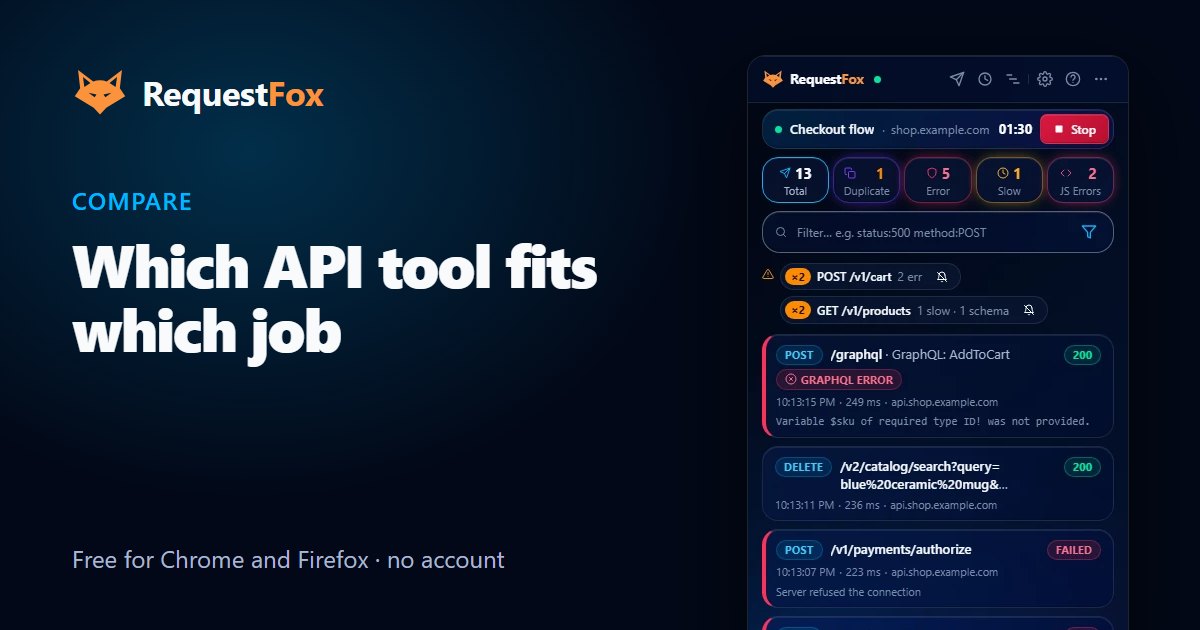 RequestFox
COMPARE
Which API tool fits
which job
Free for Chrome and Firefox · no account
RequestFox
Checkout flow · shop.example.com 01:30 Stop
13 1 5 1 2
Total Duplicate Error Slow JS Errors
Filter... e.g. status:500 method:POST
×2 POST /v1/cart 2 err
×2 GET /v1/products 1 slow · 1 schema
POST /graphql · GraphQL: AddToCart 200
GRAPHQL ERROR
10:13:15 PM · 249 ms · api.shop.example.com
Variable $sku of required type ID! was not provided.
DELETE /v2/catalog/search?query= 200
blue%20ceramic%20mug&...
10:13:11 PM · 236 ms · api.shop.example.com
POST /v1/payments/authorize FAILED
10:13:07 PM · 223 ms · api.shop.example.com
Server refused the connection